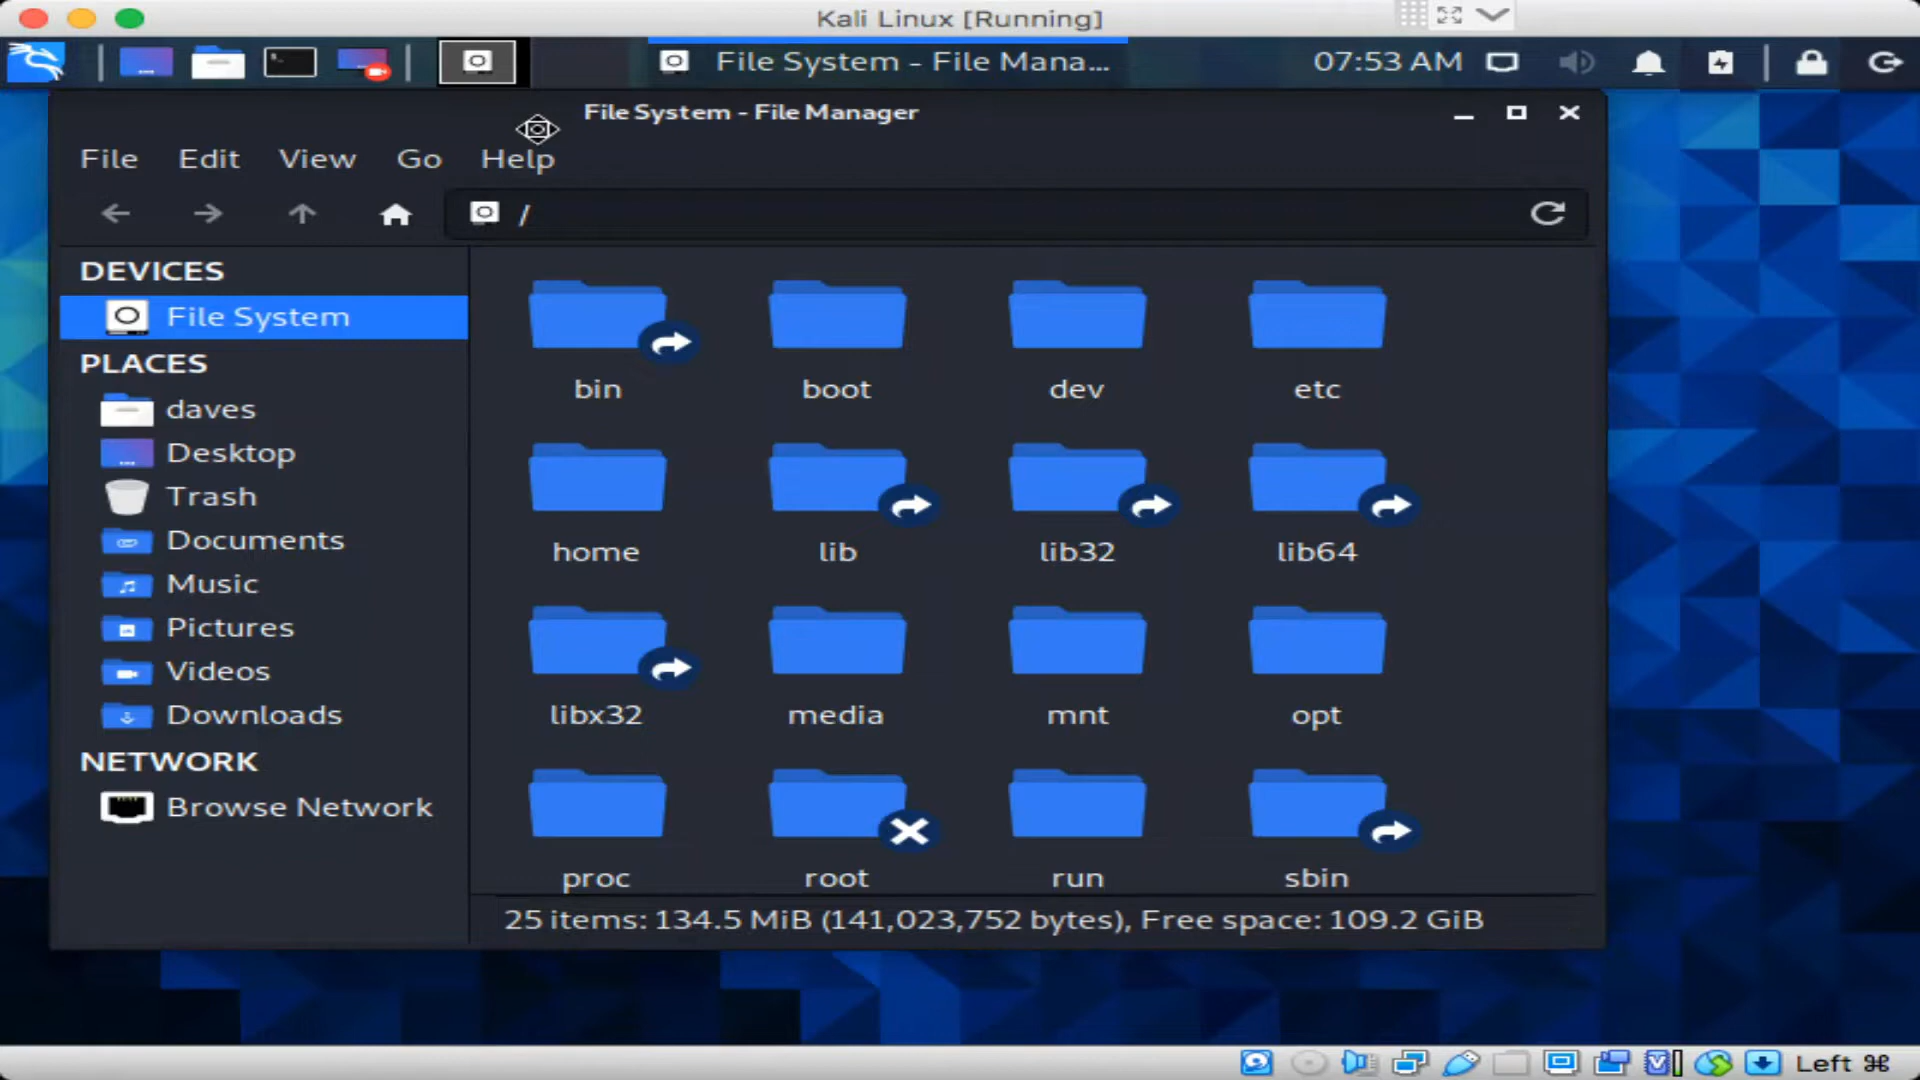 Kali Linux [Running]
File System - File Mana...
07:53 AM
File System - File Manager
File Edit View Go Help
/
DEVICES
File System
PLACES
daves
Desktop
Trash
Documents
Music
Pictures
Videos
Downloads
NETWORK
Browse Network
bin boot dev etc
home lib lib32 lib64
libx32 media mnt opt
proc root run sbin
25 items: 134.5 MiB (141,023,752 bytes), Free space: 109.2 GiB
Left ⌘